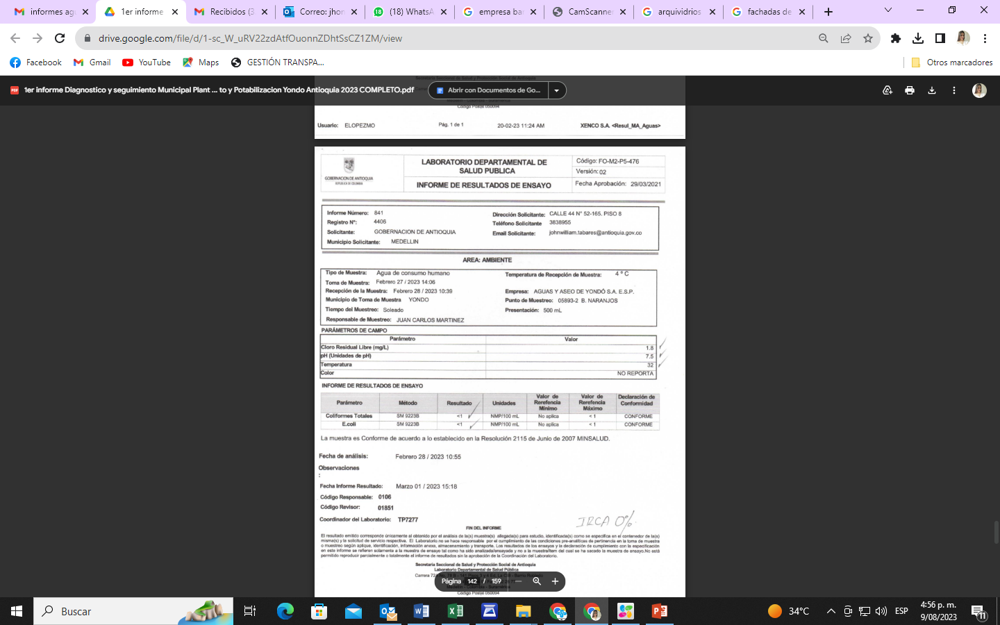 informes agu
1er informe
Recibidos (3
Correo: jhon
(18) WhatsA
empresa ba
CamScanner
arquividrios
fachadas de
drive.google.com/file/d/1-sc_W_uRV22zdAtfOuonnZDhtSsCZ1ZM/view
Facebook
Gmail
YouTube
Maps
GESTIÓN TRANSPA...
Otros marcadores
1er informe Diagnostico y seguimiento Municipal Plant ... to y Potabilizacion Yondo Antioquia 2023 COMPLETO.pdf
Abrir con Documentos de Go...
Código Postal 050094
Usuario: ELOPEZMO Pág. 1 de 1 20-02-23 11:24 AM XENCO S.A. <Resul_MA_Aguas>
GOBERNACION DE ANTIOQUIA
REPUBLICA DE COLOMBIA
LABORATORIO DEPARTAMENTAL DE
SALUD PUBLICA
INFORME DE RESULTADOS DE ENSAYO
Código: FO-M2-P5-476
Versión: 02
Fecha Aprobación: 29/03/2021
Informe Número: 841
Registro N°: 4406
Solicitante: GOBERNACION DE ANTIOQUIA
Municipio Solicitante: MEDELLIN
Dirección Solicitante: CALLE 44 N° 52-165. PISO 8
Teléfono Solicitante 3838955
Email Solicitante: johnwilliam.tabares@antioquia.gov.co
AREA: AMBIENTE
Tipo de Muestra: Agua de consumo humano
Toma de Muestra: Febrero 27 / 2023 14:06
Recepción de la Muestra: Febrero 28 / 2023 10:39
Municipio de Toma de Muestra YONDO
Tiempo del Muestreo: Soleado
Responsable de Muestreo: JUAN CARLOS MARTINEZ
Temperatura de Recepción de Muestra: 4 ° C
Empresa: AGUAS Y ASEO DE YONDÓ S.A. E.S.P.
Punto de Muestreo: 05893-2 B. NARANJOS
Presentación: 500 mL
PARÁMETROS DE CAMPO
Parámetro Valor
Cloro Residual Libre (mg/L) 1.8
pH (Unidades de pH) 7.5
Temperatura 32
Color NO REPORTA
INFORME DE RESULTADOS DE ENSAYO
Parámetro Método Resultado Unidades Valor de Rerefencia Mínimo Valor de Rerefencia Máximo Declaración de Conformidad
Coliformes Totales SM 9223B <1 NMP/100 mL No aplica < 1 CONFORME
E.coli SM 9223B <1 NMP/100 mL No aplica < 1 CONFORME
La muestra es Conforme de acuerdo a lo establecido en la Resolución 2115 de Junio de 2007 MINSALUD.
Fecha de análisis: Febrero 28 / 2023 10:55
Observaciones
:
Fecha Informe Resultado: Marzo 01 / 2023 15:18
Código Responsable: 0106
Código Revisor: 01851
Coordinador del Laboratorio: TP7277
IRCA 0%
FIN DEL INFORME
El resultado emitido corresponde únicamente al obtenido por el análisis de la(s) muestra(s) allegada(s) para estudio, identificada(s) como se especifica en el contenedor de la(s)
misma(s) y la solicitud de servicio respectiva. El Laboratorio no se hace responsable por el cumplimiento de las condiciones pre-analíticas de pertinencia en la toma de muestra
o muestreo según aplique, identificación, información anexa, almacenamiento y transporte. Los resultados de los ensayos y la declaración de cumplimiento con la especificación
en este informe se refieren solamente a la muestra de ensayo tal como ha sido analizada/ensayada y no a la muestra/ítem del cual se ha sacado la muestra de ensayo.No está
permitido reproducir parcialmente o totalmente el informe de resultados sin la aprobación de la Coordinación del Laboratorio.
Secretaría Seccional de Salud y Protección Social de Antioquia
Laboratorio Departamental de Salud Pública
Carrera 72A
Código Postal 050094
Página 142 / 159
Buscar
34°C
ESP
4:56 p. m.
9/08/2023
11